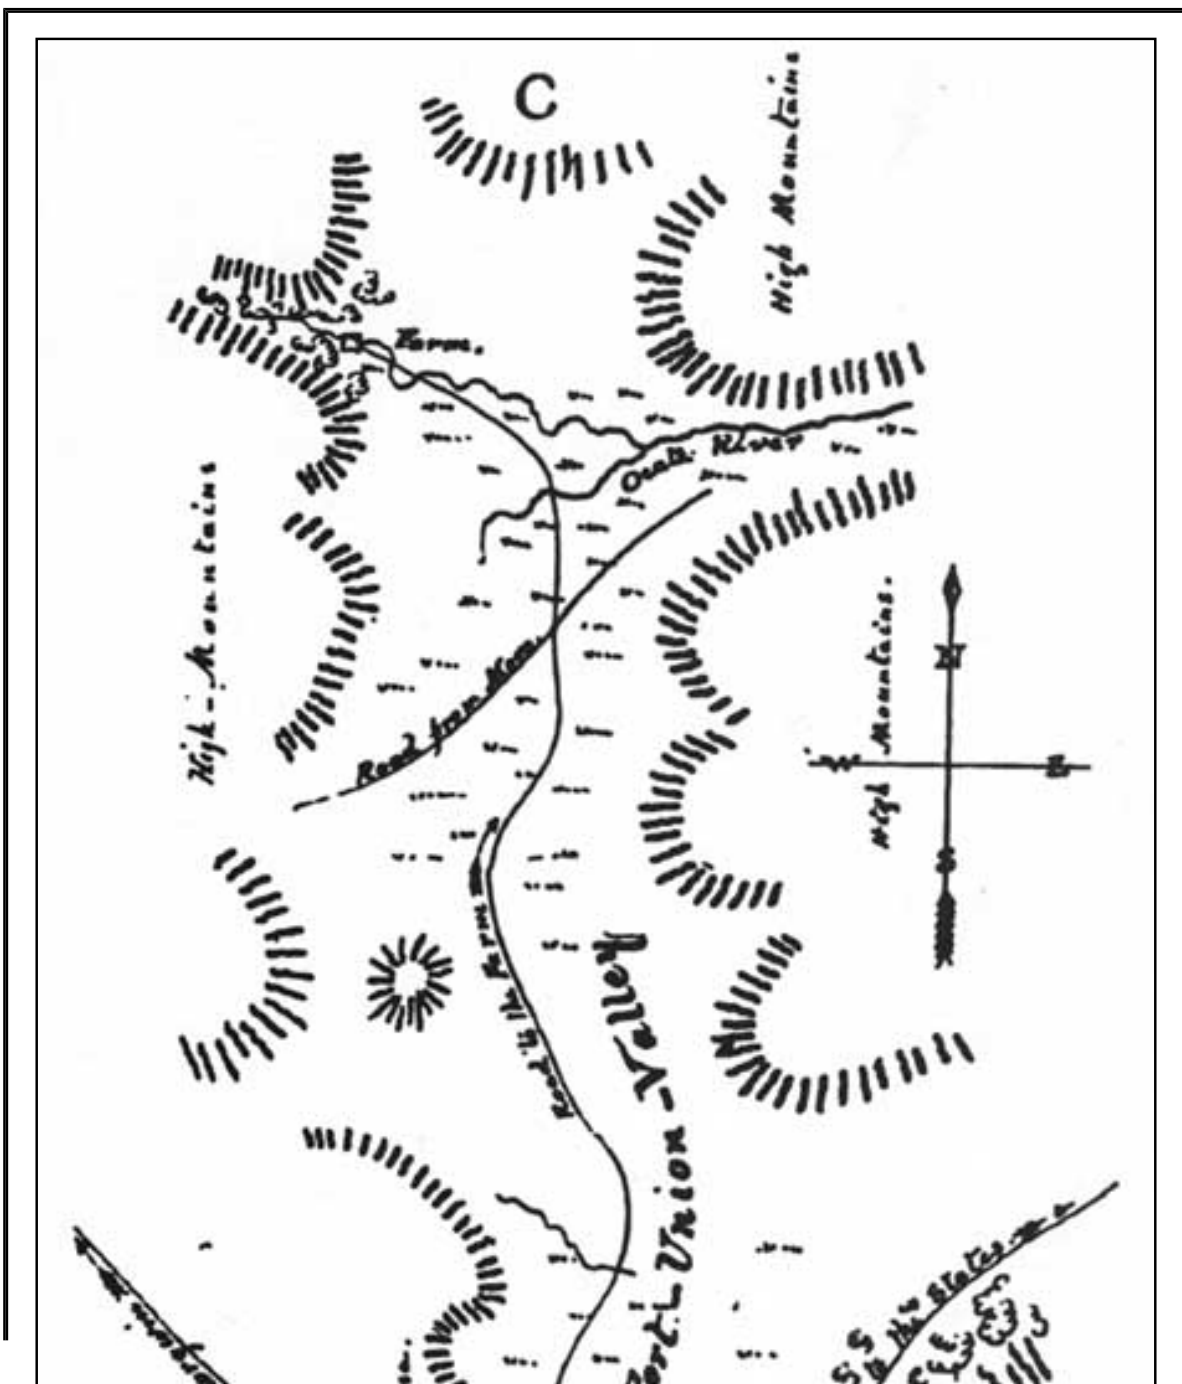 C
High Mountains
Farm.
Ocate River
High-Mountains
Road from Mora.
High Mountains.
N
W
E
S
Road to the Farm
Fort-Union-Valley
to the States.